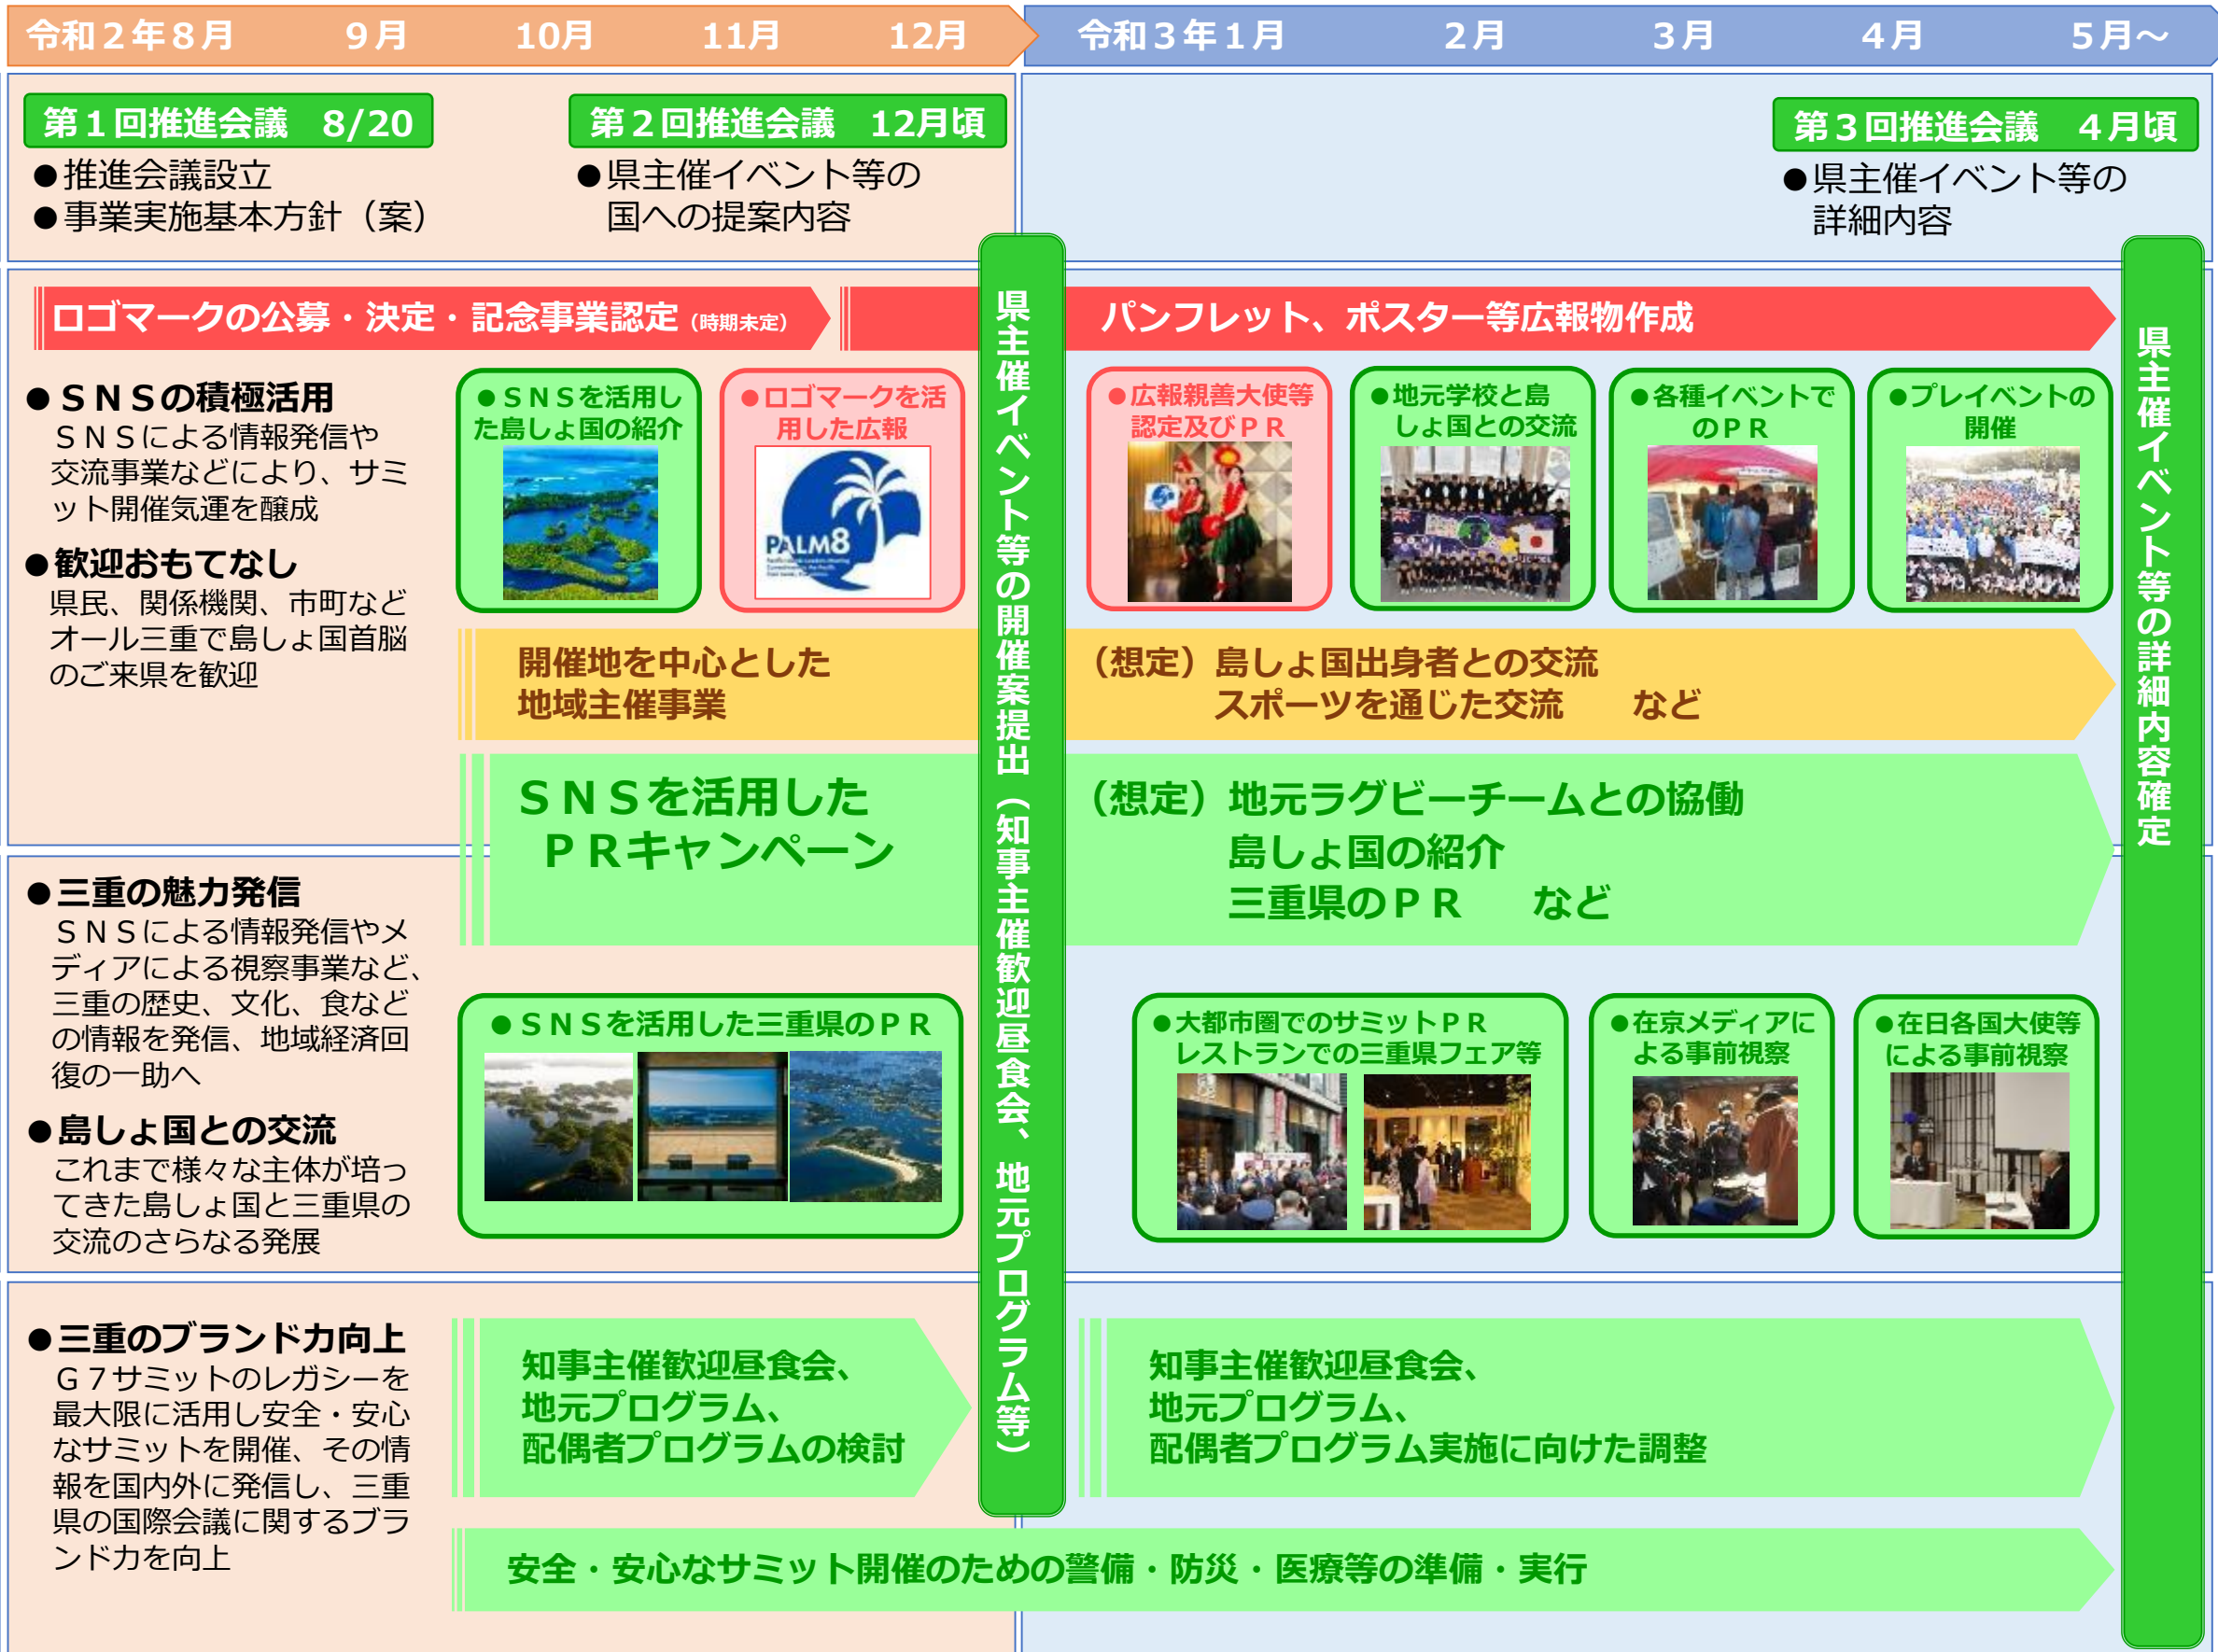 令和２年８月　９月　10月　11月　12月　令和３年１月　２月　３月　４月　５月～
第１回推進会議　8/20
●推進会議設立
●事業実施基本方針（案）
第２回推進会議　12月頃
●県主催イベント等の
国への提案内容
第３回推進会議　４月頃
●県主催イベント等の
詳細内容
ロゴマークの公募・決定・記念事業認定（時期未定）
パンフレット、ポスター等広報物作成
県主催イベント等の開催案提出（知事主催歓迎昼食会、地元プログラム等）
県主催イベント等の詳細内容確定
●ＳＮＳの積極活用
ＳＮＳによる情報発信や
交流事業などにより、サミ
ット開催気運を醸成
●歓迎おもてなし
県民、関係機関、市町など
オール三重で島しょ国首脳
のご来県を歓迎
●ＳＮＳを活用し
た島しょ国の紹介
●ロゴマークを活
用した広報
PALM8
●広報親善大使等
認定及びＰＲ
●地元学校と島
しょ国との交流
●各種イベントで
のＰＲ
●プレイベントの
開催
開催地を中心とした
地域主催事業
（想定）島しょ国出身者との交流
スポーツを通じた交流　など
ＳＮＳを活用した
ＰＲキャンペーン
（想定）地元ラグビーチームとの協働
島しょ国の紹介
三重県のＰＲ　など
●三重の魅力発信
ＳＮＳによる情報発信やメ
ディアによる視察事業など、
三重の歴史、文化、食など
の情報を発信、地域経済回
復の一助へ
●島しょ国との交流
これまで様々な主体が培っ
てきた島しょ国と三重県の
交流のさらなる発展
●ＳＮＳを活用した三重県のＰＲ
●大都市圏でのサミットＰＲ
レストランでの三重県フェア等
●在京メディアに
よる事前視察
●在日各国大使等
による事前視察
●三重のブランド力向上
Ｇ７サミットのレガシーを
最大限に活用し安全・安心
なサミットを開催、その情
報を国内外に発信し、三重
県の国際会議に関するブラ
ンド力を向上
知事主催歓迎昼食会、
地元プログラム、
配偶者プログラムの検討
知事主催歓迎昼食会、
地元プログラム、
配偶者プログラム実施に向けた調整
安全・安心なサミット開催のための警備・防災・医療等の準備・実行